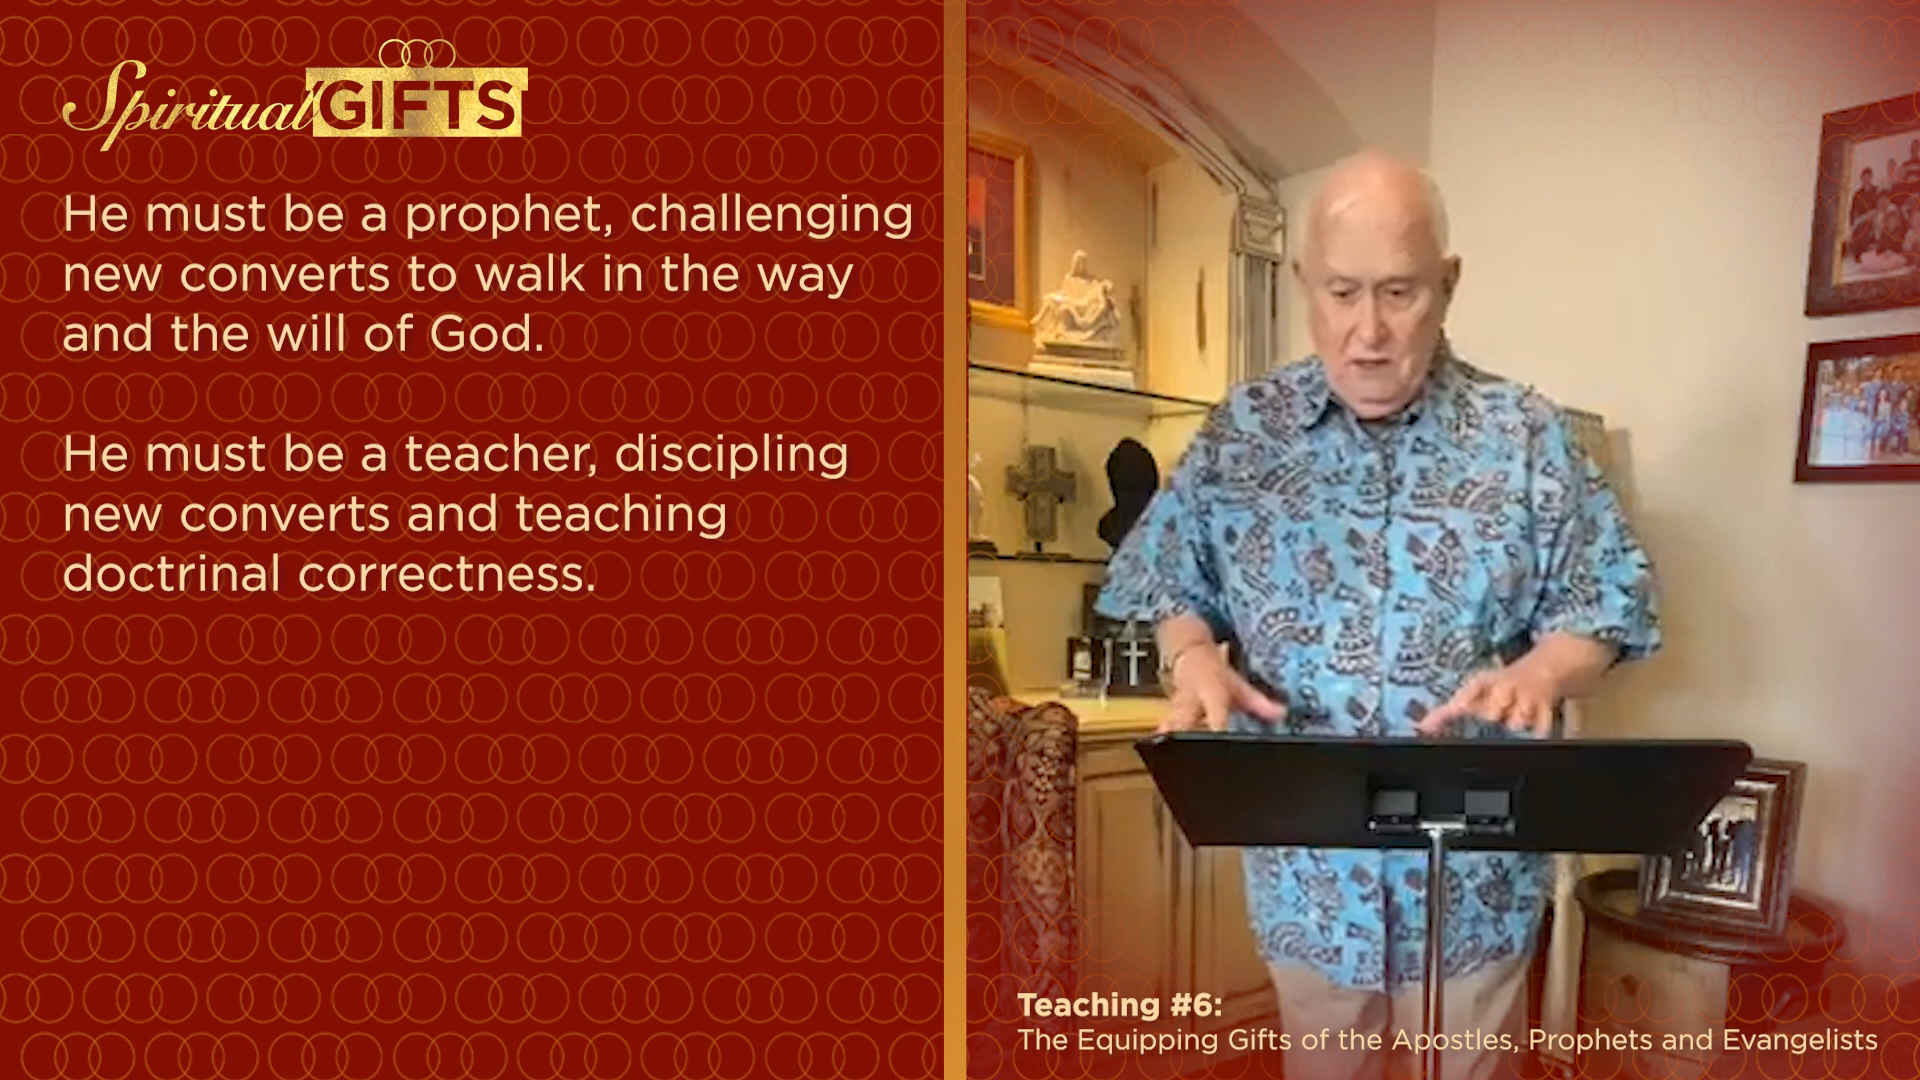 Spiritual GIFTS
He must be a prophet, challenging
new converts to walk in the way
and the will of God.
He must be a teacher, discipling
new converts and teaching
doctrinal correctness.
Teaching #6:
The Equipping Gifts of the Apostles, Prophets and Evangelists